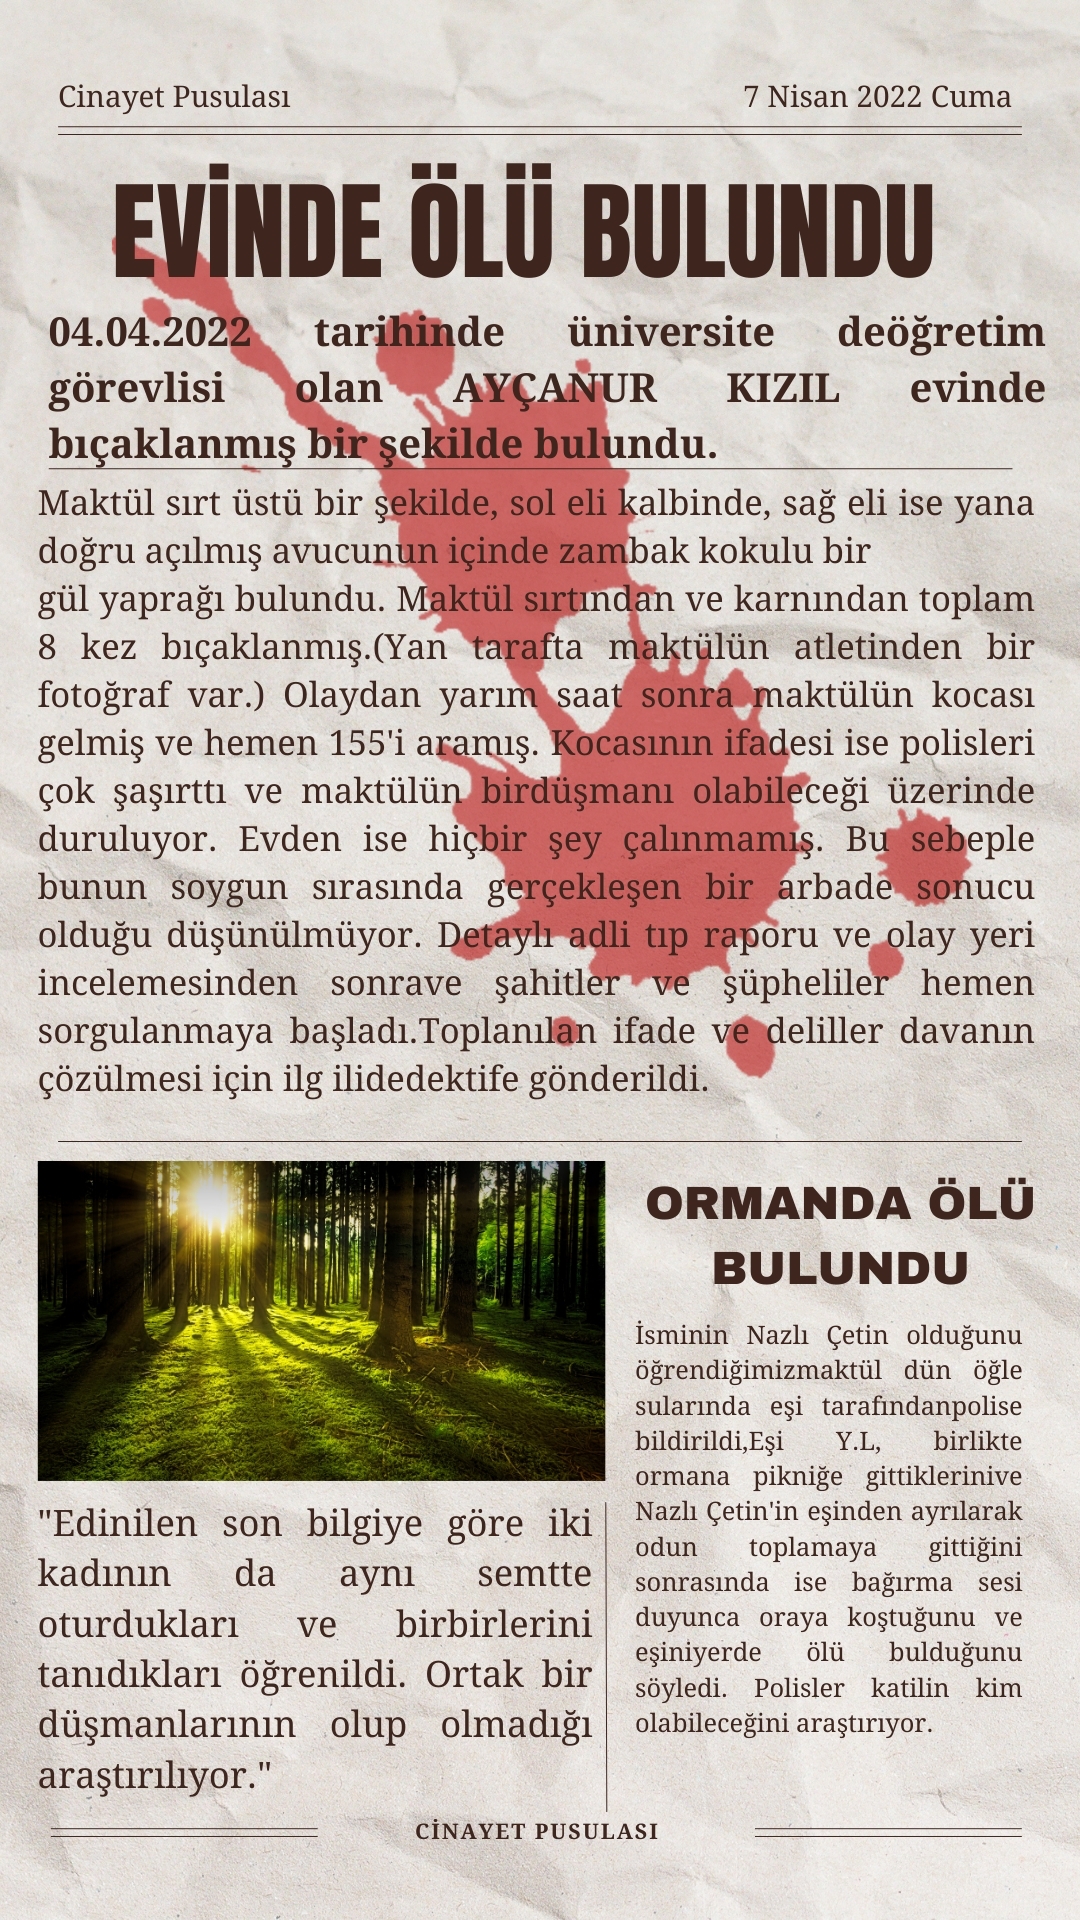 Cinayet Pusulası
7 Nisan 2022 Cuma
EVİNDE ÖLÜ BULUNDU
04.04.2022 tarihinde üniversite deöğretim
görevlisi olan AYÇANUR KIZIL evinde
bıçaklanmış bir şekilde bulundu.
Maktül sırt üstü bir şekilde, sol eli kalbinde, sağ eli ise yana
doğru açılmış avucunun içinde zambak kokulu bir
gül yaprağı bulundu. Maktül sırtından ve karnından toplam
8 kez bıçaklanmış.(Yan tarafta maktülün atletinden bir
fotoğraf var.) Olaydan yarım saat sonra maktülün kocası
gelmiş ve hemen 155'i aramış. Kocasının ifadesi ise polisleri
çok şaşırttı ve maktülün birdüşmanı olabileceği üzerinde
duruluyor. Evden ise hiçbir şey çalınmamış. Bu sebeple
bunun soygun sırasında gerçekleşen bir arbade sonucu
olduğu düşünülmüyor. Detaylı adli tıp raporu ve olay yeri
incelemesinden sonrave şahitler ve şüpheliler hemen
sorgulanmaya başladı.Toplanılan ifade ve deliller davanın
çözülmesi için ilg ilidedektife gönderildi.
ORMANDA ÖLÜ
BULUNDU
İsminin Nazlı Çetin olduğunu
öğrendiğimizmaktül dün öğle
sularında eşi tarafındanpolise
bildirildi,Eşi Y.L, birlikte
ormana pikniğe gittiklerinive
Nazlı Çetin'in eşinden ayrılarak
odun toplamaya gittiğini
sonrasında ise bağırma sesi
duyunca oraya koştuğunu ve
eşiniyerde ölü bulduğunu
söyledi. Polisler katilin kim
olabileceğini araştırıyor.
"Edinilen son bilgiye göre iki
kadının da aynı semtte
oturdukları ve birbirlerini
tanıdıkları öğrenildi. Ortak bir
düşmanlarının olup olmadığı
araştırılıyor."
CİNAYET PUSULASI